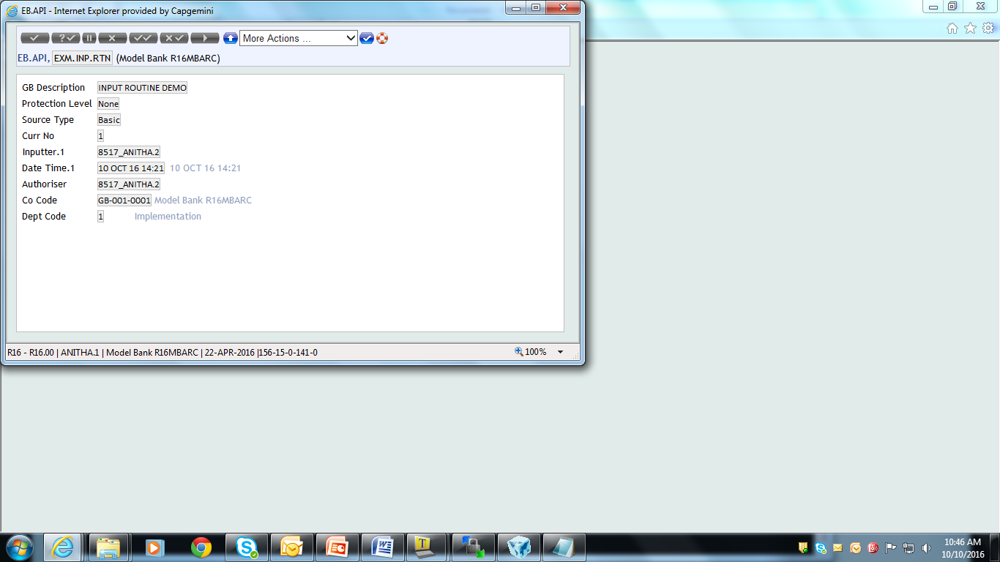 EB.API - Internet Explorer provided by Capgemini
More Actions ...
EB.API, EXM.INP.RTN (Model Bank R16MBARC)
GB Description INPUT ROUTINE DEMO
Protection Level None
Source Type Basic
Curr No 1
Inputter.1 8517_ANITHA.2
Date Time.1 10 OCT 16 14:21 10 OCT 16 14:21
Authoriser 8517_ANITHA.2
Co Code GB-001-0001 Model Bank R16MBARC
Dept Code 1 Implementation
R16 - R16.00 | ANITHA.1 | Model Bank R16MBARC | 22-APR-2016 |156-15-0-141-0
100%
10:46 AM
10/10/2016